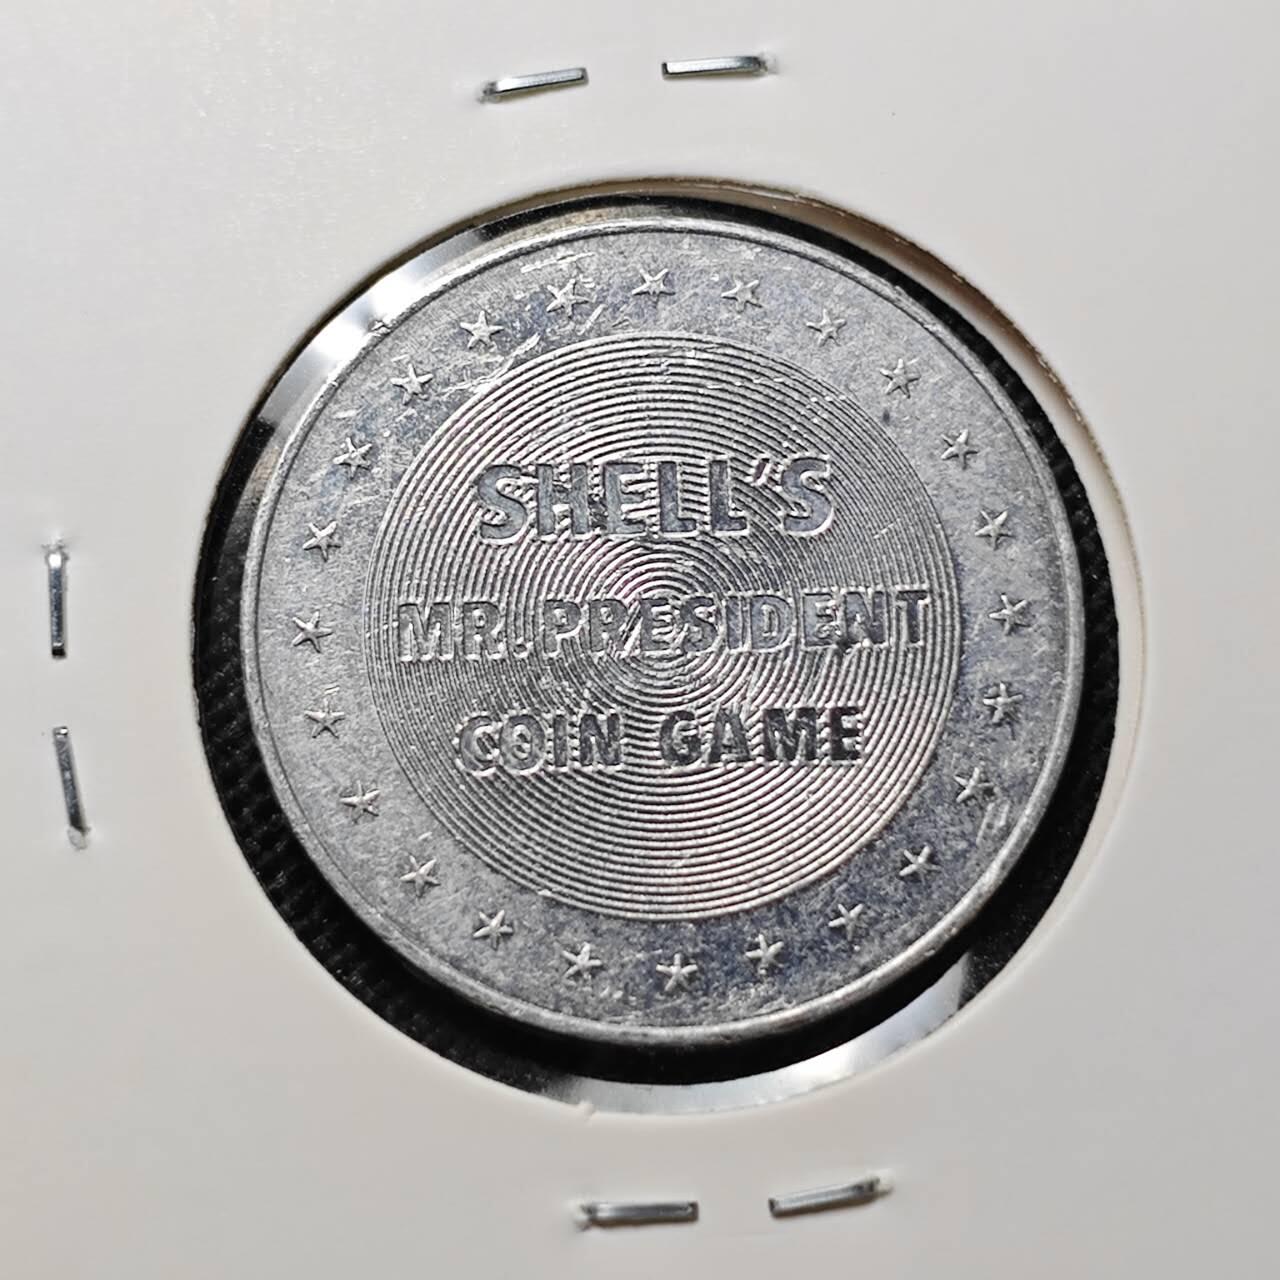 SHELL'S
MR. PRESIDENT
COIN GAME